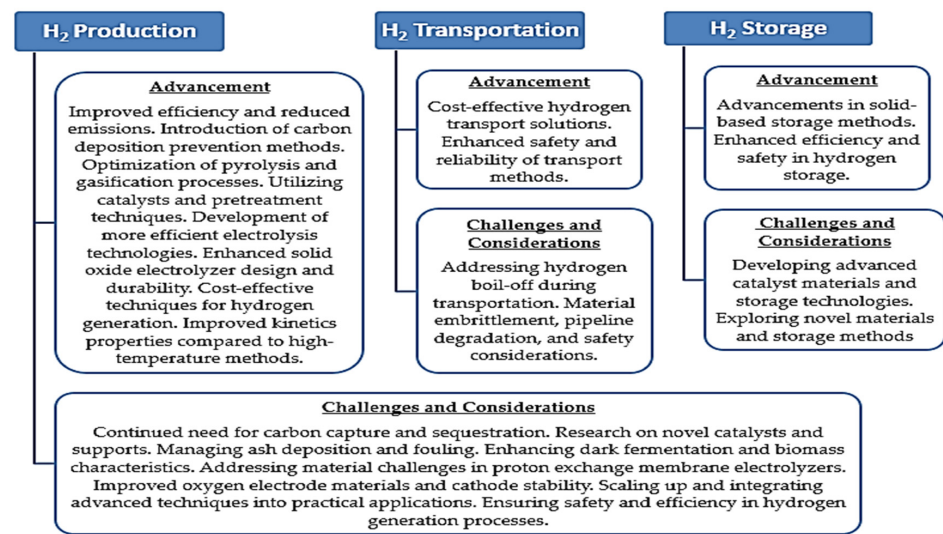 H₂ Production
Advancement
Improved efficiency and reduced
emissions. Introduction of carbon
deposition prevention methods.
Optimization of pyrolysis and
gasification processes. Utilizing
catalysts and pretreatment
techniques. Development of
more efficient electrolysis
technologies. Enhanced solid
oxide electrolyzer design and
durability. Cost-effective
techniques for hydrogen
generation. Improved kinetics
properties compared to high-
temperature methods.
H₂ Transportation
Advancement
Cost-effective hydrogen
transport solutions.
Enhanced safety and
reliability of transport
methods.
Challenges and
Considerations
Addressing hydrogen
boil-off during
transportation. Material
embrittlement, pipeline
degradation, and safety
considerations.
H₂ Storage
Advancement
Advancements in solid-
based storage methods.
Enhanced efficiency and
safety in hydrogen
storage.
Challenges and
Considerations
Developing advanced
catalyst materials and
storage technologies.
Exploring novel materials
and storage methods
Challenges and Considerations
Continued need for carbon capture and sequestration. Research on novel catalysts and
supports. Managing ash deposition and fouling. Enhancing dark fermentation and biomass
characteristics. Addressing material challenges in proton exchange membrane electrolyzers.
Improved oxygen electrode materials and cathode stability. Scaling up and integrating
advanced techniques into practical applications. Ensuring safety and efficiency in hydrogen
generation processes.